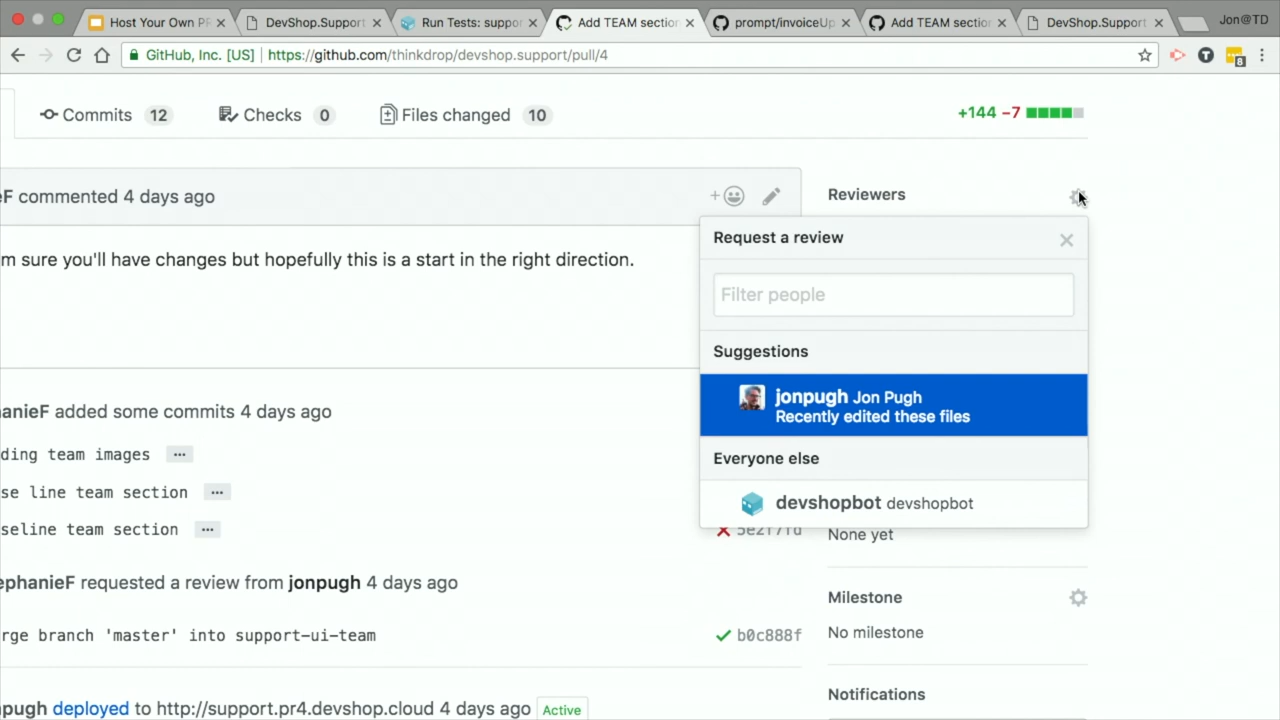 Host Your Own PR
DevShop.Support
Run Tests: suppor
Add TEAM section
prompt/invoiceUp
Add TEAM section
DevShop.Support
Jon@TD
GitHub, Inc. [US] https://github.com/thinkdrop/devshop.support/pull/4
T
8
Commits 12
Checks 0
Files changed 10
+144 −7
eF commented 4 days ago
Reviewers
Request a review
m sure you'll have changes but hopefully this is a start in the right direction.
Filter people
Suggestions
jonpugh Jon Pugh
Recently edited these files
anieF added some commits 4 days ago
ding team images ...
Everyone else
se line team section ...
devshopbot devshopbot
seline team section ...
5e2f7fd
None yet
ephanieF requested a review from jonpugh 4 days ago
Milestone
rge branch 'master' into support-ui-team
b0c888f
No milestone
Notifications
npugh deployed to http://support.pr4.devshop.cloud 4 days ago Active